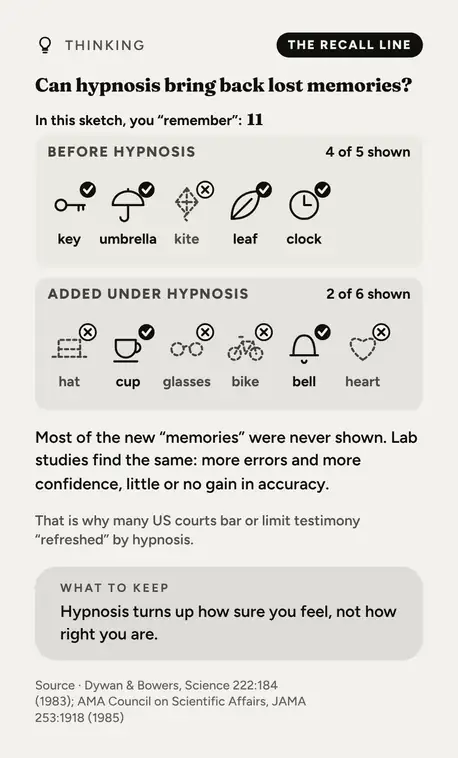 THINKING
THE RECALL LINE
Can hypnosis bring back lost memories?
In this sketch, you “remember”: 11
BEFORE HYPNOSIS 4 of 5 shown
key umbrella kite leaf clock
ADDED UNDER HYPNOSIS 2 of 6 shown
hat cup glasses bike bell heart
Most of the new “memories” were never shown. Lab
studies find the same: more errors and more
confidence, little or no gain in accuracy.
That is why many US courts bar or limit testimony
“refreshed” by hypnosis.
WHAT TO KEEP
Hypnosis turns up how sure you feel, not how
right you are.
Source · Dywan & Bowers, Science 222:184
(1983); AMA Council on Scientific Affairs, JAMA
253:1918 (1985)